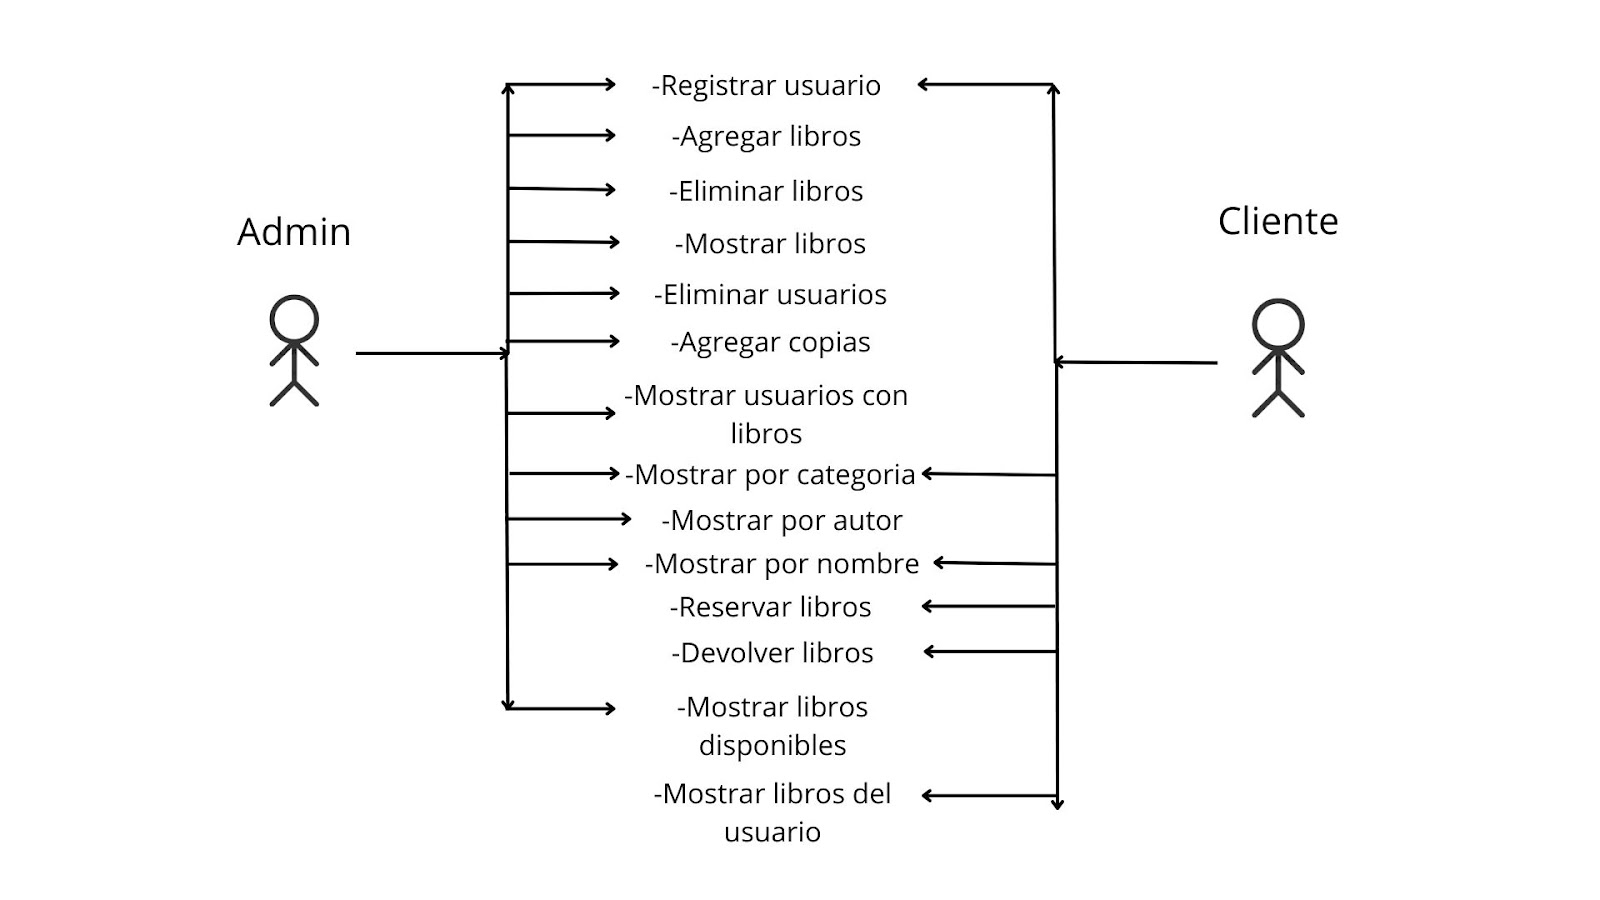 Admin
Cliente
-Registrar usuario
-Agregar libros
-Eliminar libros
-Mostrar libros
-Eliminar usuarios
-Agregar copias
-Mostrar usuarios con
libros
-Mostrar por categoria
-Mostrar por autor
-Mostrar por nombre
-Reservar libros
-Devolver libros
-Mostrar libros
disponibles
-Mostrar libros del
usuario